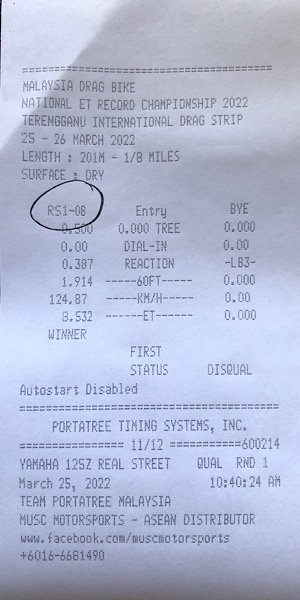 ========================================
MALAYSIA DRAG BIKE
NATIONAL ET RECORD CHAMPIONSHIP 2022
TERENGGANU INTERNATIONAL DRAG STRIP
25 - 26 MARCH 2022
LENGTH : 201M - 1/8 MILES
SURFACE : DRY
========================================
RS1-08 Entry BYE
0.500 0.000 TREE 0.000
0.00 DIAL-IN 0.00
0.387 REACTION -LB3-
1.914 -----60FT----- 0.000
124.87 ------KM/H----- 0.00
8.532 ------ET------ 0.000
WINNER
FIRST
STATUS DISQUAL
Autostart Disabled
========================================
PORTATREE TIMING SYSTEMS, INC.
================ 11/12 ===========600214
YAMAHA 125Z REAL STREET QUAL RND 1
March 25, 2022 10:40:24 AM
TEAM PORTATREE MALAYSIA
MUSC MOTORSPORTS - ASEAN DISTRIBUTOR
www.facebook.com/muscmotorsports
+6016-6681490